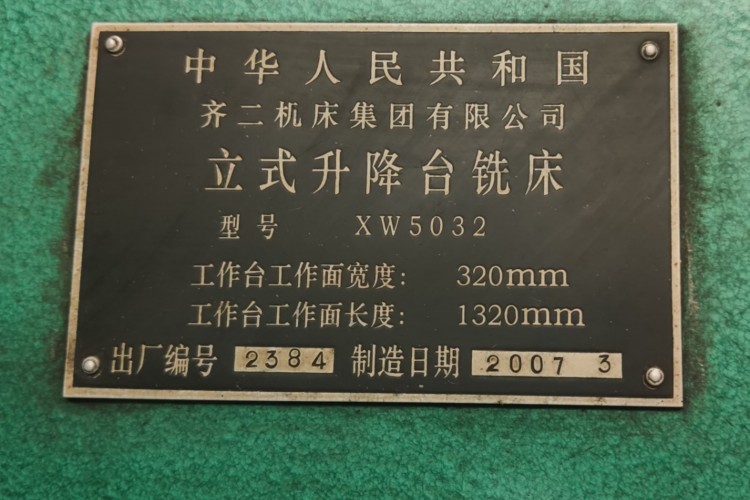 中华人民共和国
齐二机床集团有限公司
立式升降台铣床
型号 XW5032
工作台工作面宽度: 320mm
工作台工作面长度: 1320mm
出厂编号 2384 制造日期 2007 3